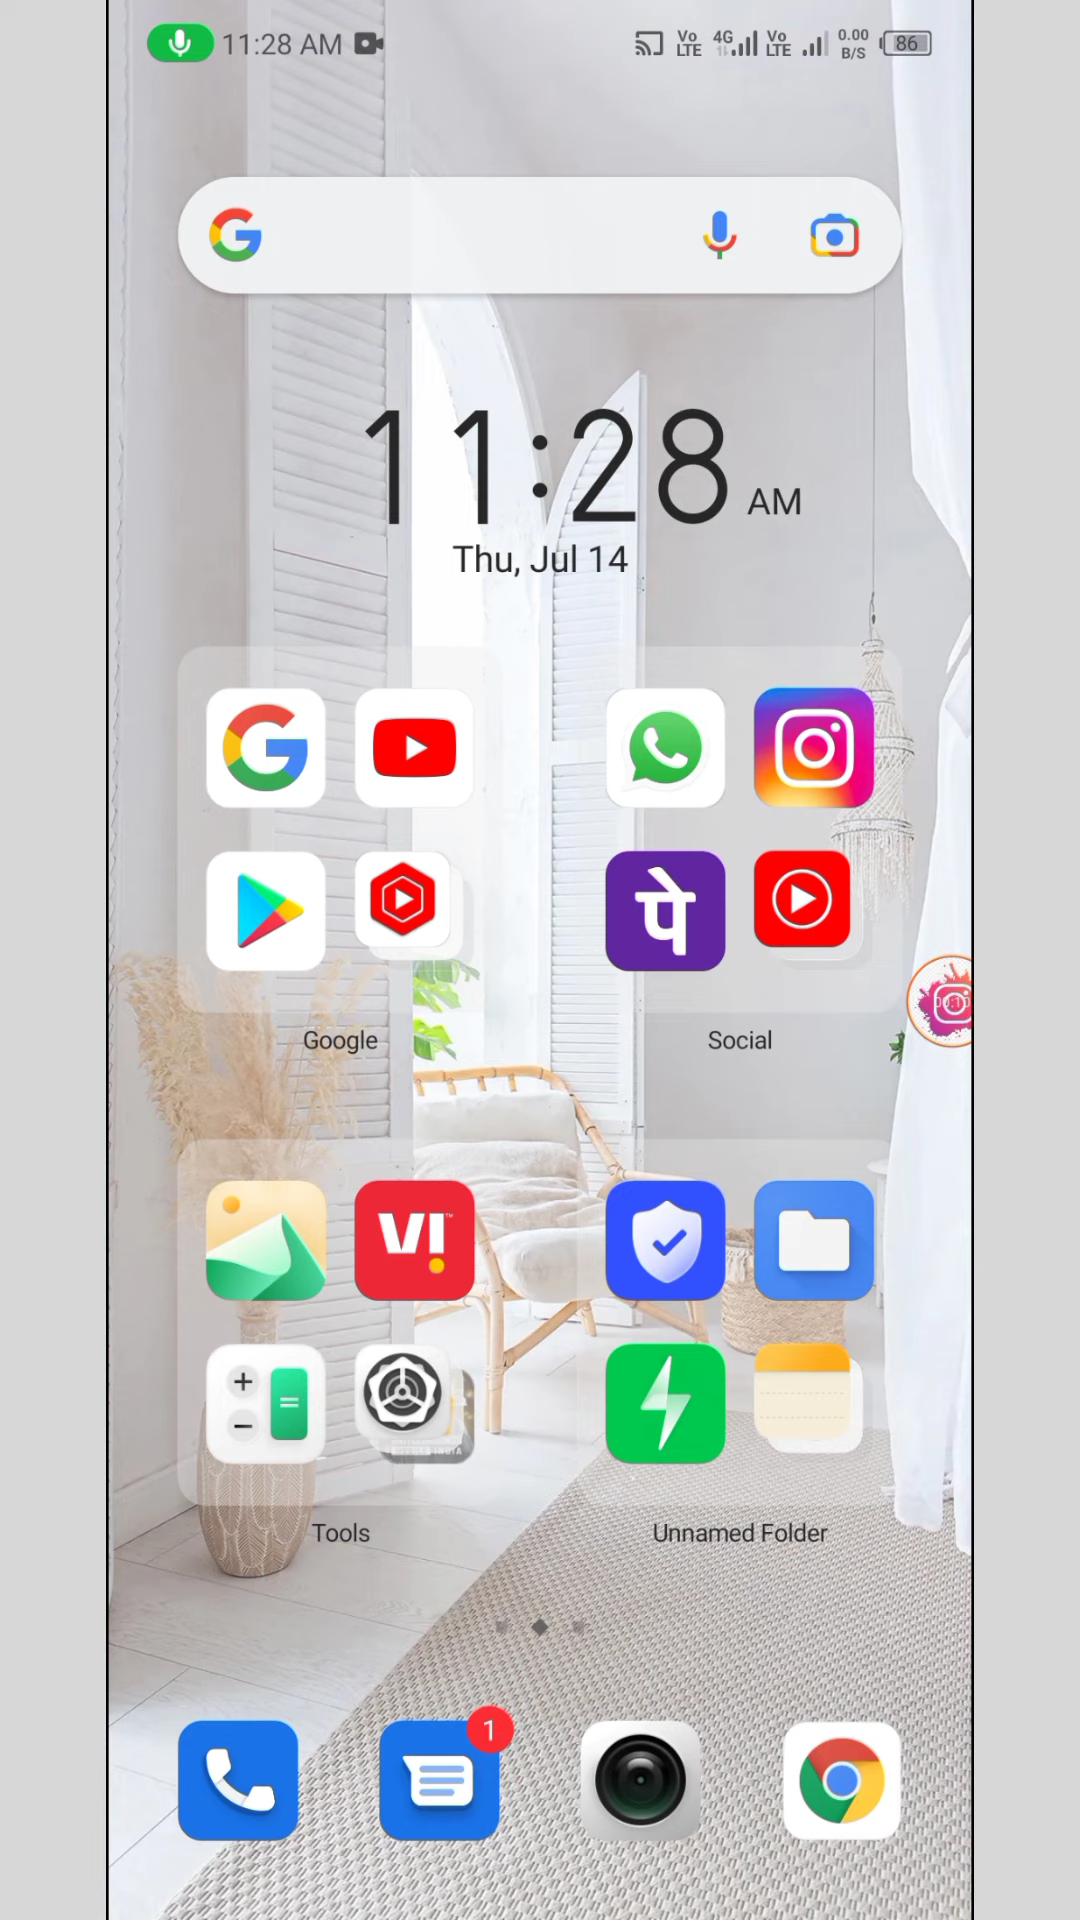 11:28 AM
Vo LTE 4G Vo LTE 0.00 B/S 86
11:28 AM
Thu, Jul 14
पे
Google
Social
VI
INDIA
Tools
Unnamed Folder
1